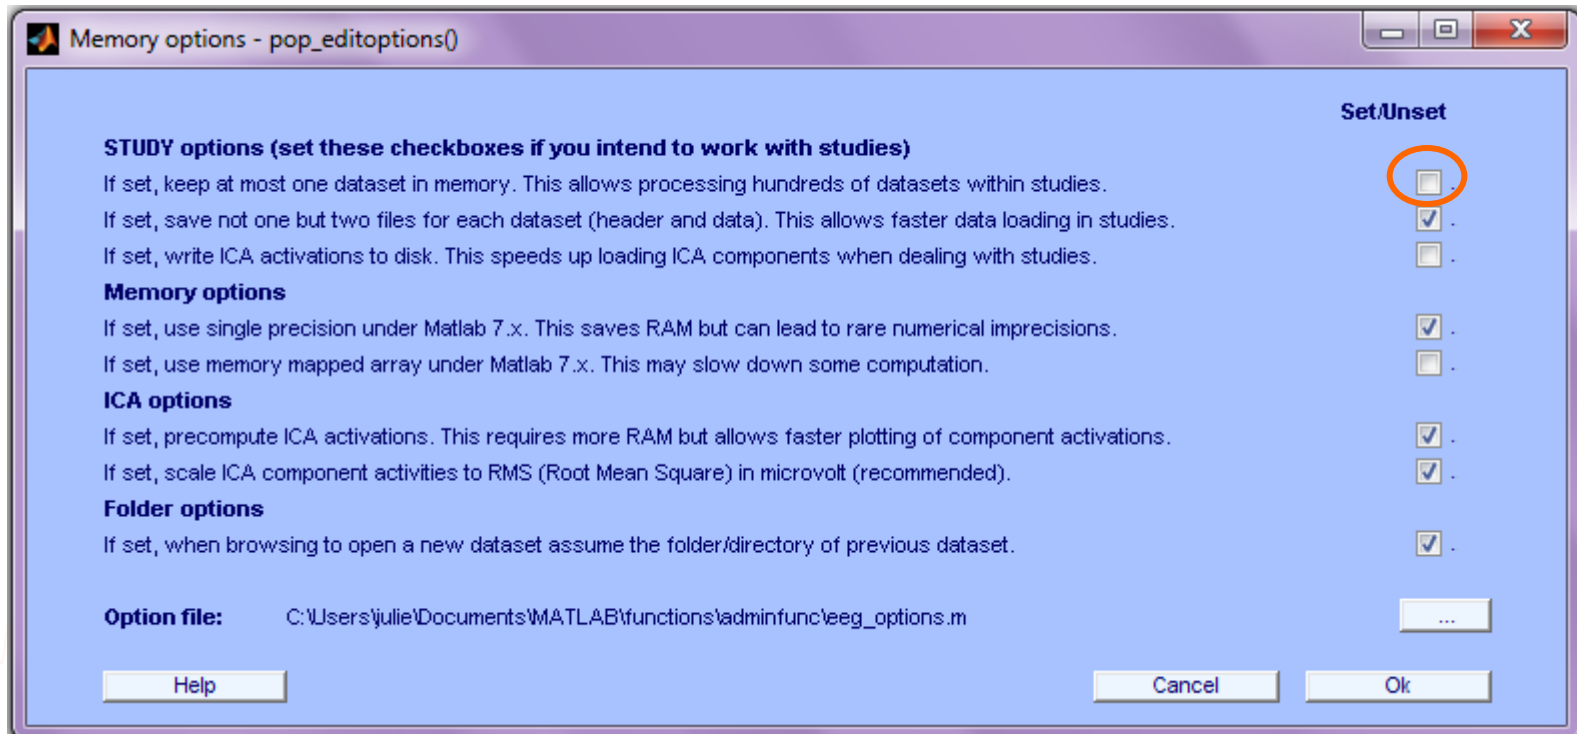 Memory options - pop_editoptions()
Set/Unset
STUDY options (set these checkboxes if you intend to work with studies)
If set, keep at most one dataset in memory. This allows processing hundreds of datasets within studies. .
If set, save not one but two files for each dataset (header and data). This allows faster data loading in studies. .
If set, write ICA activations to disk. This speeds up loading ICA components when dealing with studies. .
Memory options
If set, use single precision under Matlab 7.x. This saves RAM but can lead to rare numerical imprecisions. .
If set, use memory mapped array under Matlab 7.x. This may slow down some computation. .
ICA options
If set, precompute ICA activations. This requires more RAM but allows faster plotting of component activations. .
If set, scale ICA component activities to RMS (Root Mean Square) in microvolt (recommended). .
Folder options
If set, when browsing to open a new dataset assume the folder/directory of previous dataset. .
Option file: C:\Users\julie\Documents\MATLAB\functions\adminfunc\eeg_options.m ...
Help Cancel Ok